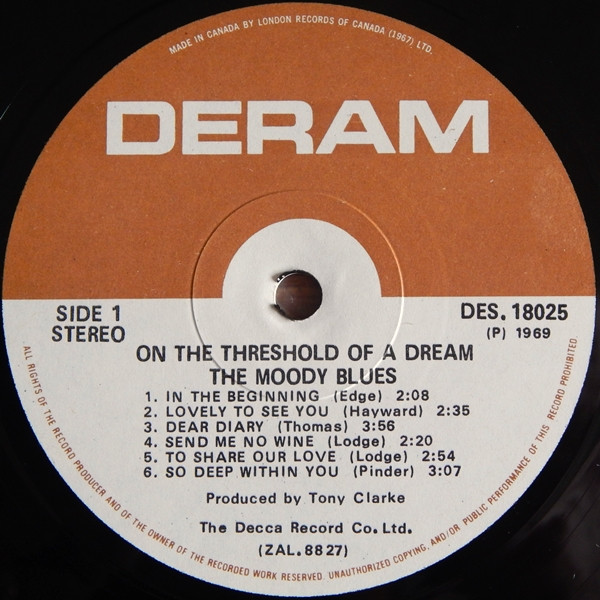 MADE IN CANADA BY LONDON RECORDS OF CANADA (1967) LTD.
DERAM
SIDE 1
STEREO
DES. 18025
(P) 1969
ON THE THRESHOLD OF A DREAM
THE MOODY BLUES
1. IN THE BEGINNING (Edge) 2:08
2. LOVELY TO SEE YOU (Hayward) 2:35
3. DEAR DIARY (Thomas) 3:56
4. SEND ME NO WINE (Lodge) 2:20
5. TO SHARE OUR LOVE (Lodge) 2:54
6. SO DEEP WITHIN YOU (Pinder) 3:07
Produced by Tony Clarke
The Decca Record Co. Ltd.
(ZAL. 8827)
ALL RIGHTS OF THE RECORD PRODUCER AND OF THE OWNER OF THE RECORDED WORK RESERVED. UNAUTHORIZED COPYING, AND/OR PUBLIC PERFORMANCE OF THIS RECORD PROHIBITED.